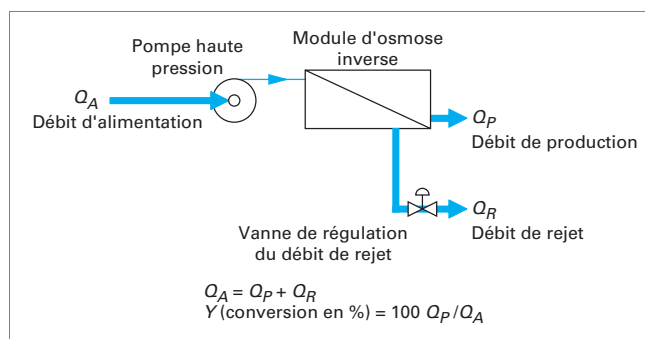 Pompe haute
pression
Module d'osmose
inverse
Q_A
Débit d'alimentation
Q_P
Débit de production
Q_R
Débit de rejet
Vanne de régulation
du débit de rejet
Q_A = Q_P + Q_R
Y (conversion en %) = 100 Q_P/Q_A